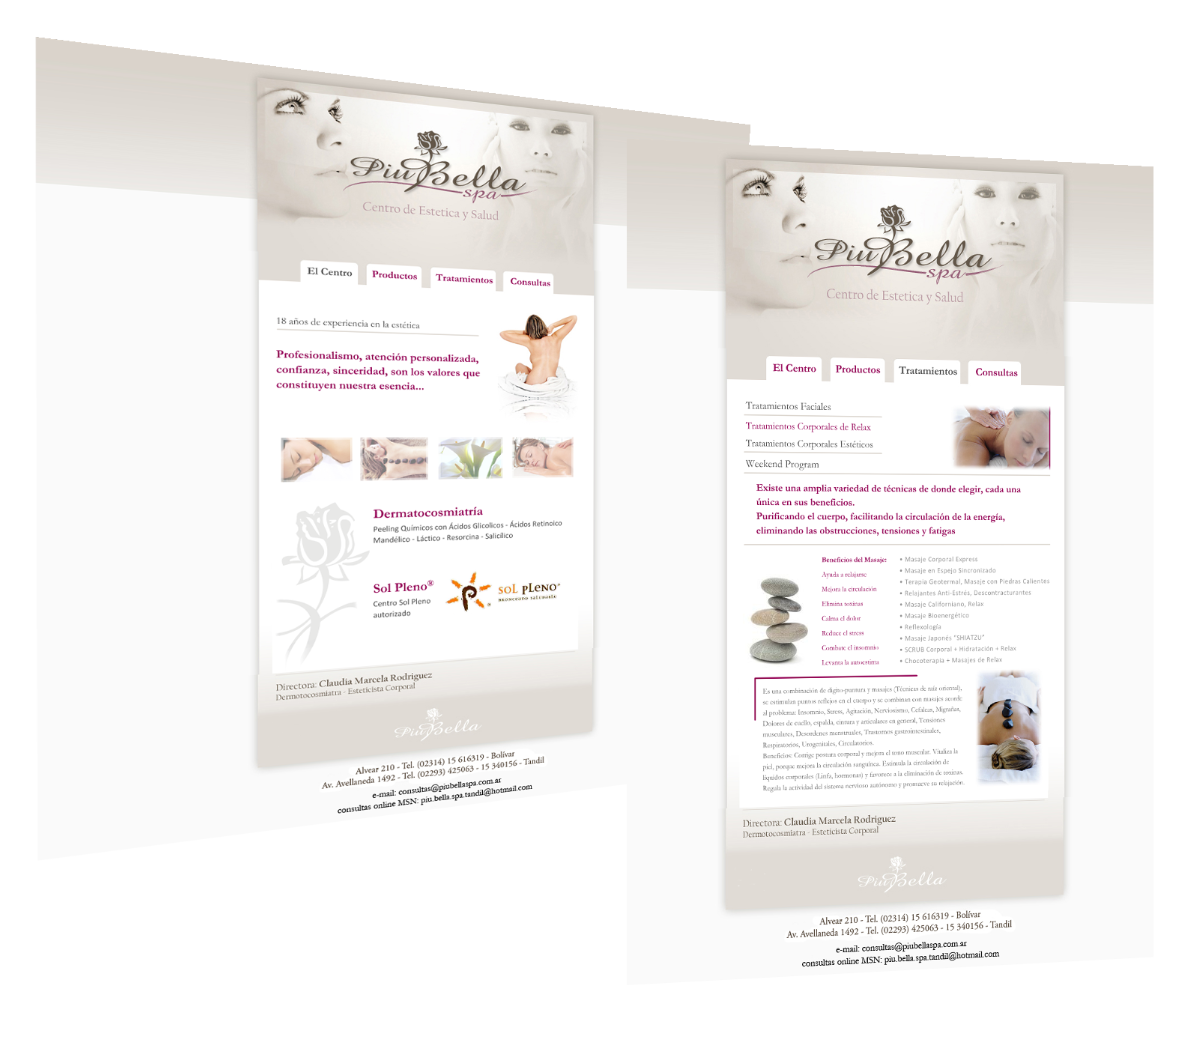 Piu Bella
spa
Centro de Estetica y Salud
El Centro
Productos
Tratamientos
Consultas
18 años de experiencia en la estética
Profesionalismo, atención personalizada,
confianza, sinceridad, son los valores que
constituyen nuestra esencia...
Dermatocosmiatría
Peeling Químicos con Ácidos Glicolicos - Ácidos Retinoico
Mandélico - Láctico - Resorcina - Salicílico
Sol Pleno®
Centro Sol Pleno
autorizado
SOL PLENO
Directora: Claudia Marcela Rodriguez
Dermotocosmiatra - Esteticista Corporal
Piu Bella
Alvear 210 - Tel. (02314) 15 616319 - Bolívar
Av. Avellaneda 1492 - Tel. (02293) 425063 - 15 340156 - Tandil
e-mail: consultas@piubellaspa.com.ar
consultas online MSN: piu.bella.spa.tandil@hotmail.com
Piu Bella
spa
Centro de Estetica y Salud
El Centro
Productos
Tratamientos
Consultas
Tratamientos Faciales
Tratamientos Corporales de Relax
Tratamientos Corporales Estéticos
Weekend Program
Existe una amplia variedad de técnicas de donde elegir, cada una
única en sus beneficios.
Purificando el cuerpo, facilitando la circulación de la energía,
eliminando las obstrucciones, tensiones y fatigas
Beneficios del Masaje:
Ayuda a relajarse
Mejora la circulación
Elimina toxinas
Calma el dolor
Reduce el stress
Combate el insomnio
Levanta la autoestima
• Masaje Corporal Express
• Masaje en Espejo Sincronizado
• Terapia Geotermal, Masaje con Piedras Calientes
• Relajantes Anti-Estrés, Descontracturantes
• Masaje Californiano, Relax
• Masaje Bioenergético
• Reflexología
• Masaje Japonés "SHIATZU"
• SCRUB Corporal + Hidratación + Relax
• Chocoterapia + Masajes de Relax
Es una combinación de digito-puntura y masajes (Técnicas de raíz oriental),
se estimulan puntos reflejos en el cuerpo y se combinan con masajes acorde
al problema: Insomnio, Stress, Agitación, Nerviosismo, Cefaleas, Migrañas,
Dolores de cuello, espalda, cintura y articulares en general, Tensiones
musculares, Desordenes menstruales, Trastornos gastrointestinales,
Respiratorios, Urogenitales, Circulatorios.
Beneficios: Corrige postura corporal y mejora el tono muscular. Vitaliza la
piel, porque mejora la circulación sanguínea. Estimula la circulación de
líquidos corporales (Linfa, hormonas) y favorece a la eliminación de toxinas.
Regula la actividad del sistema nervioso autónomo y promueve su relajación.
Directora: Claudia Marcela Rodriguez
Dermotocosmiatra - Esteticista Corporal
Piu Bella
Alvear 210 - Tel. (02314) 15 616319 - Bolívar
Av. Avellaneda 1492 - Tel. (02293) 425063 - 15 340156 - Tandil
e-mail: consultas@piubellaspa.com.ar
consultas online MSN: piu.bella.spa.tandil@hotmail.com